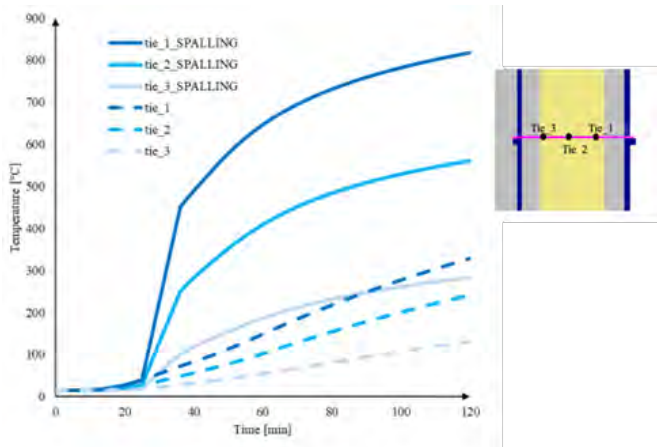 900
800
700
600
500
400
300
200
100
0
Temperature [°C]
tie_1_SPALLING
tie_2_SPALLING
tie_3_SPALLING
tie_1
tie_2
tie_3
0 20 40 60 80 100 120
Time [min]
Tie_3 Tie_1
Tie_2